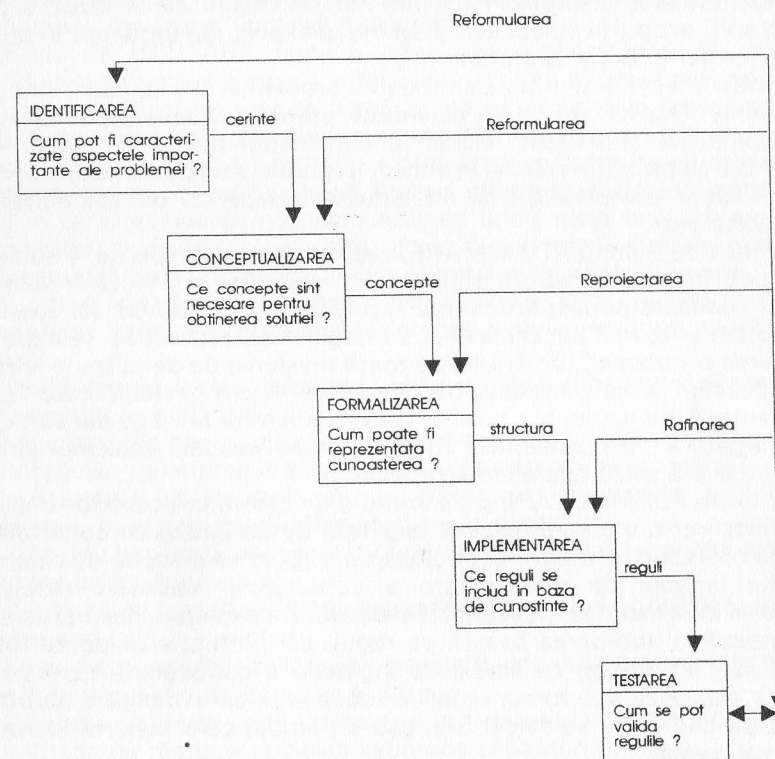 Reformularea
IDENTIFICAREA
Cum pot fi caracteri-
zate aspectele impor-
tante ale problemei ?
cerinte
Reformularea
CONCEPTUALIZAREA
Ce concepte sint
necesare pentru
obtinerea solutiei ?
concepte
Reproiectarea
FORMALIZAREA
Cum poate fi
reprezentata
cunoasterea ?
structura
Rafinarea
IMPLEMENTAREA
Ce reguli se
includ in baza
de cunostinte ?
reguli
TESTAREA
Cum se pot
valida
regulile ?